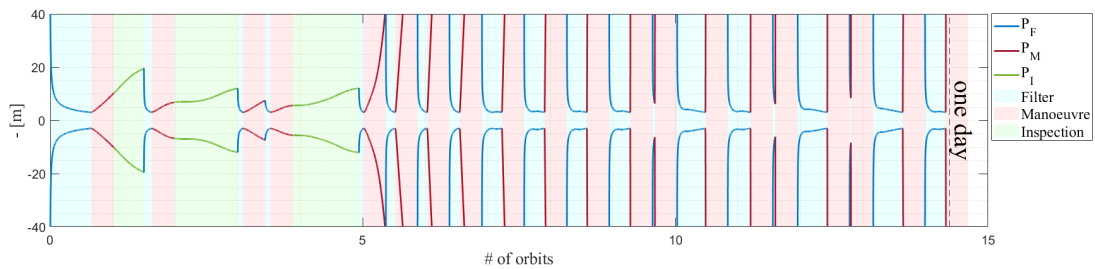 40
20
0
-20
-40
- [m]
0
5
10
15
# of orbits
one day
P_F
P_M
P_I
Filter
Manoeuvre
Inspection